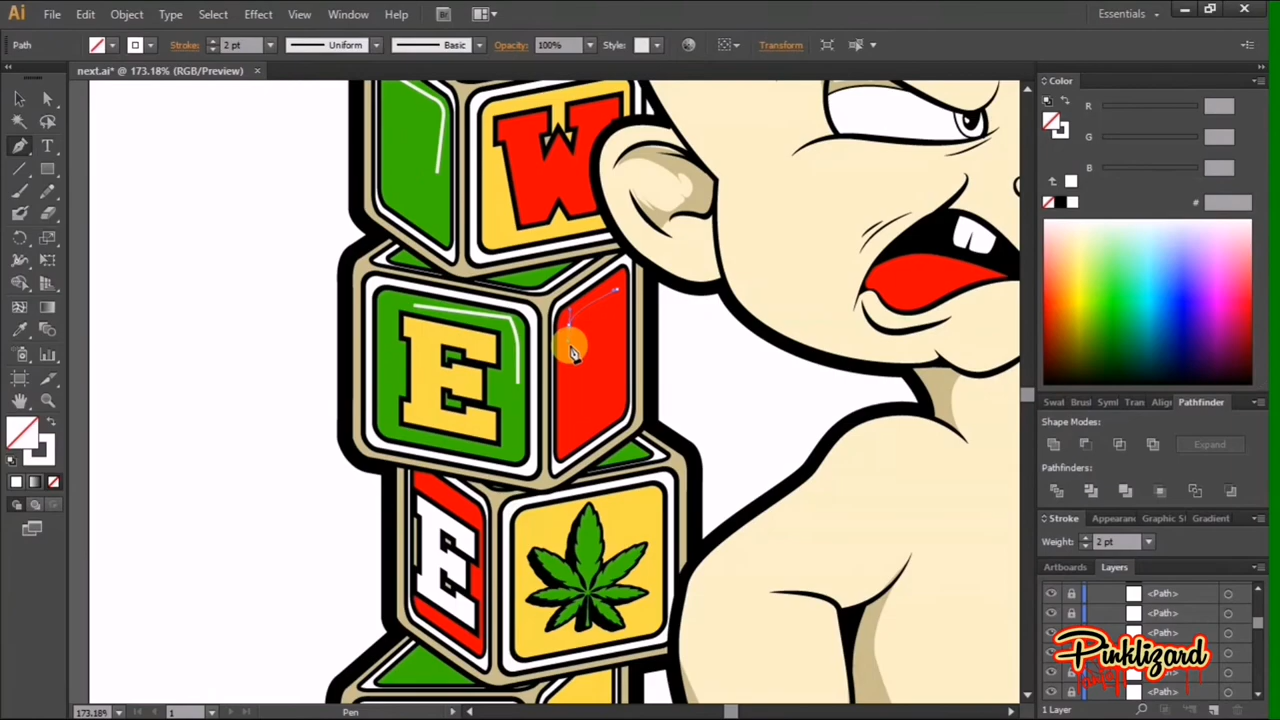 Ai File Edit Object Type Select Effect View Window Help Br Essentials
Path Stroke: 2 pt Uniform Basic Opacity: 100% Style: Transform
next.ai* @ 173.18% (RGB/Preview)
Color
R
G
B
#
W
E
E
Swat Brus Syml Tran Alig Pathfinder
Shape Modes:
Expand
Pathfinders:
Stroke Appearan Graphic S Gradient
Weight: 2 pt
Artboards Layers
<Path>
<Path>
<Path>
<Path>
Pinklizard
1 Layer
173.18% 1 Pen